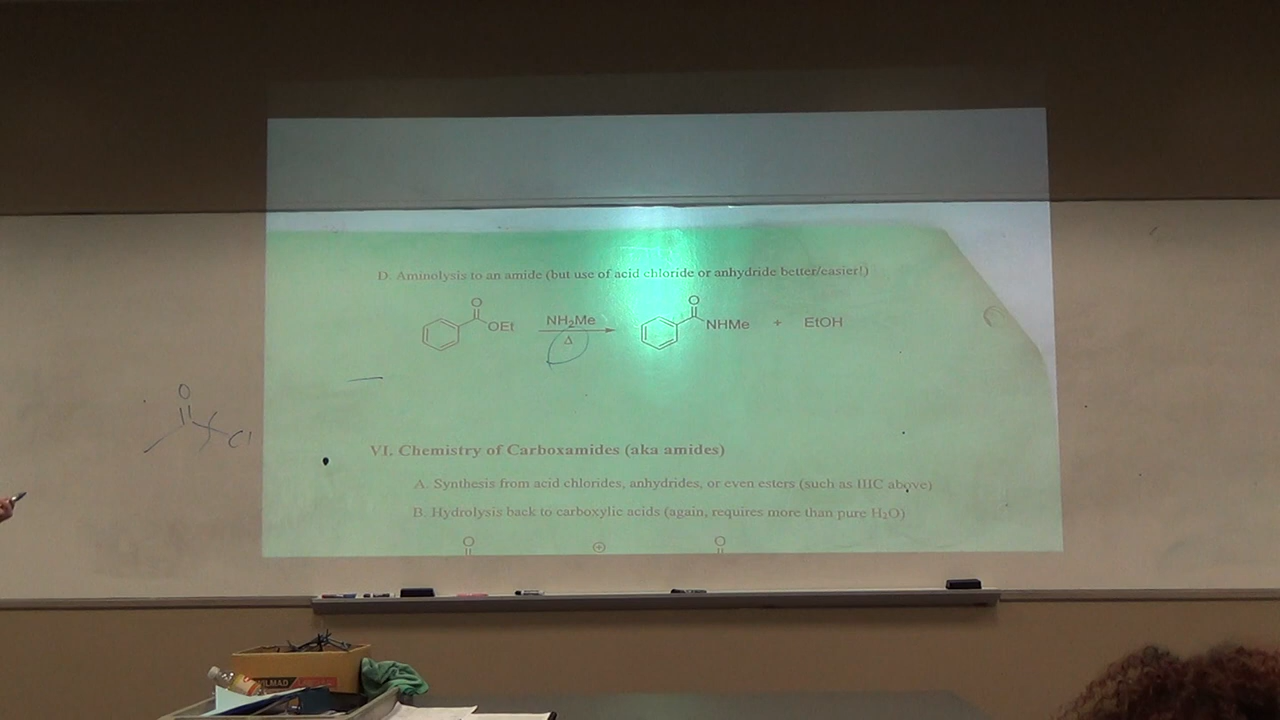 D. Aminolysis to an amide (but use of acid chloride or anhydride better/easier!)
O O
OEt NH₂Me NHMe + EtOH
Δ
O
Cl
VI. Chemistry of Carboxamides (aka amides)
A. Synthesis from acid chlorides, anhydrides, or even esters (such as IIIC above)
B. Hydrolysis back to carboxylic acids (again, requires more than pure H₂O)
O ⊕ O
WILMAD